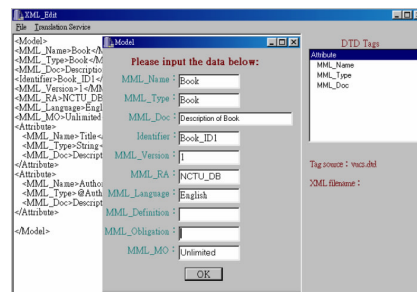 XML_Edit
File Translation Service
<Model>
<MML_Name>Book</M
<MML_Type>Book</M
<MML_Doc>Descriptio
<Identifier>Book_ID1</
<MML_Version>1</MM
<MML_RA>NCTU_DB
<MML_Language>Engli
<MML_MO>Unlimited
<Attribute>
<MML_Name>Title</
<MML_Type>String<
<MML_Doc>Descript
</Attribute>
<Attribute>
<MML_Name>Autho
<MML_Type>@Auth
<MML_Doc>Descript
</Attribute>
</Model>
Model
Please input the data below:
MML_Name : Book
MML_Type : Book
MML_Doc : Description of Book
Identifier : Book_ID1
MML_Version : 1
MML_RA : NCTU_DB
MML_Language : English
MML_Definition :
MML_Obligation :
MML_MO : Unlimited
OK
DTD Tags
Attribute
MML_Name
MML_Type
MML_Doc
Tag source :
XML filename :